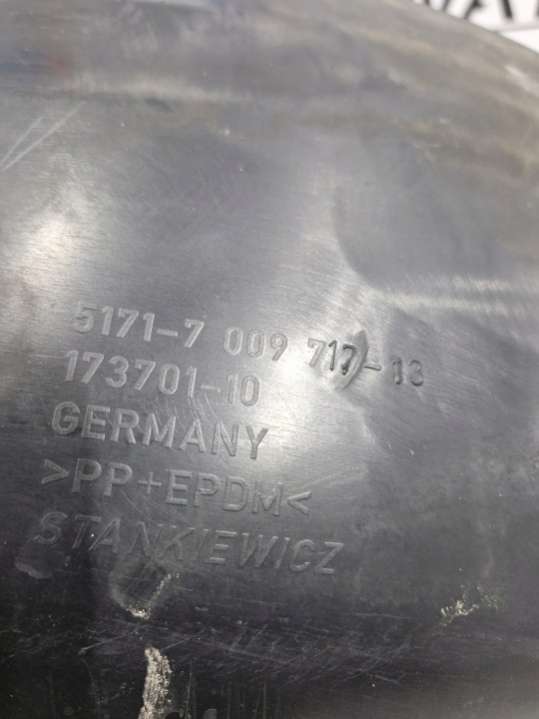 5171-7 009 717-13
173701-10
GERMANY
>PP+EPDM<
STANKIEWICZ